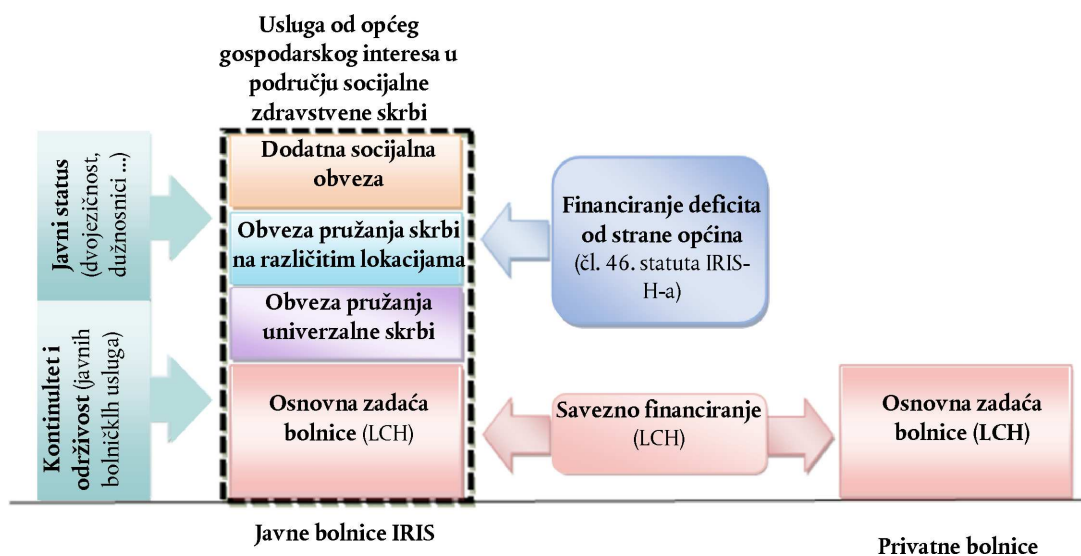 Usluga od općeg
gospodarskog interesa u
području socijalne
zdravstvene skrbi
Javni status
(dvojezičnost,
dužnosnici ...)
Kontinuitet i
održivost (javnih
bolničklh usluga)
Dodatna socijalna
obveza
Obveza pružanja skrbi
na različitim lokacijama
Obveza pružanja
univerzalne skrbi
Osnovna zadaća
bolnice (LCH)
Financiranje deficita
od strane općina
(čl. 46. statuta IRIS-
H-a)
Savezno financiranje
(LCH)
Osnovna zadaća
bolnice (LCH)
Javne bolnice IRIS
Privatne bolnice